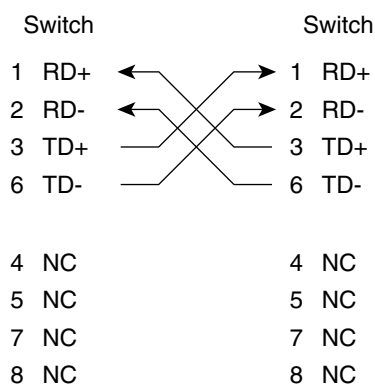 Switch Switch
1 RD+ 1 RD+
2 RD- 2 RD-
3 TD+ 3 TD+
6 TD- 6 TD-
4 NC 4 NC
5 NC 5 NC
7 NC 7 NC
8 NC 8 NC